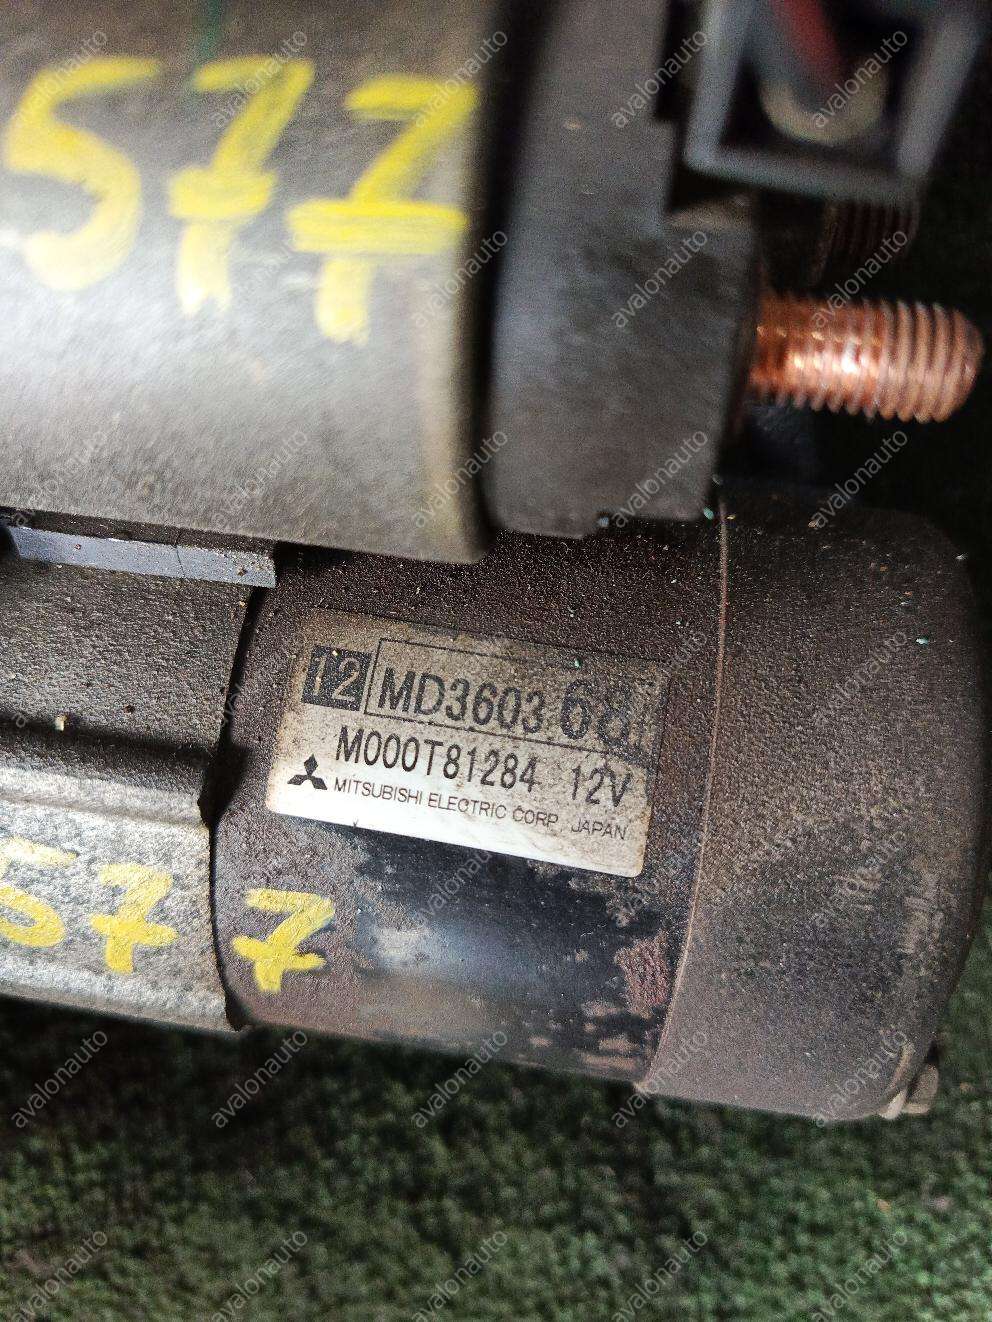 577
12 MD360368
M000T81284 12V
MITSUBISHI ELECTRIC CORP. JAPAN
577
avalonauto